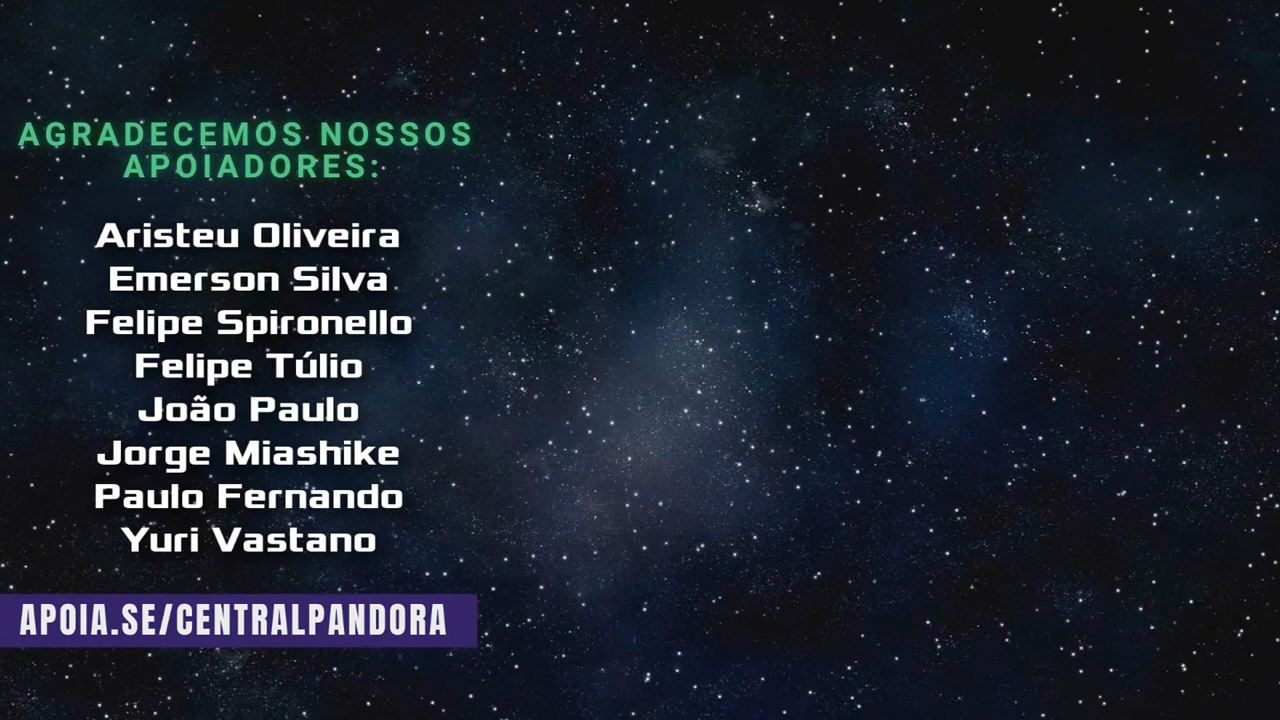 AGRADECEMOS NOSSOS
APOIADORES:
Aristeu Oliveira
Emerson Silva
Felipe Spironello
Felipe Túlio
João Paulo
Jorge Miashike
Paulo Fernando
Yuri Vastano
APOIA.SE/CENTRALPANDORA